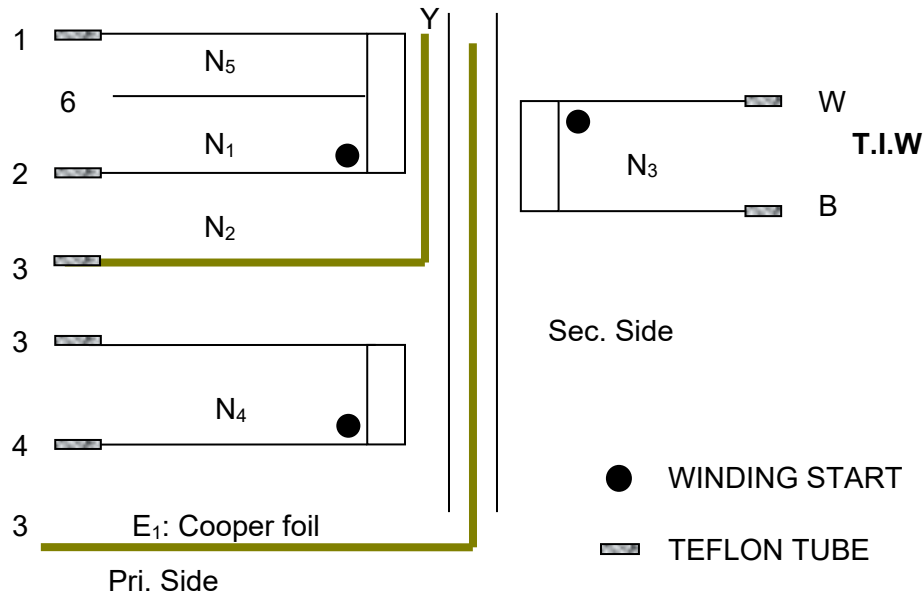 Y
1
N₅
6
W
T.I.W
N₁
N₃
2
B
N₂
3
Sec. Side
3
N₄
4
WINDING START
3
E₁: Cooper foil
TEFLON TUBE
Pri. Side